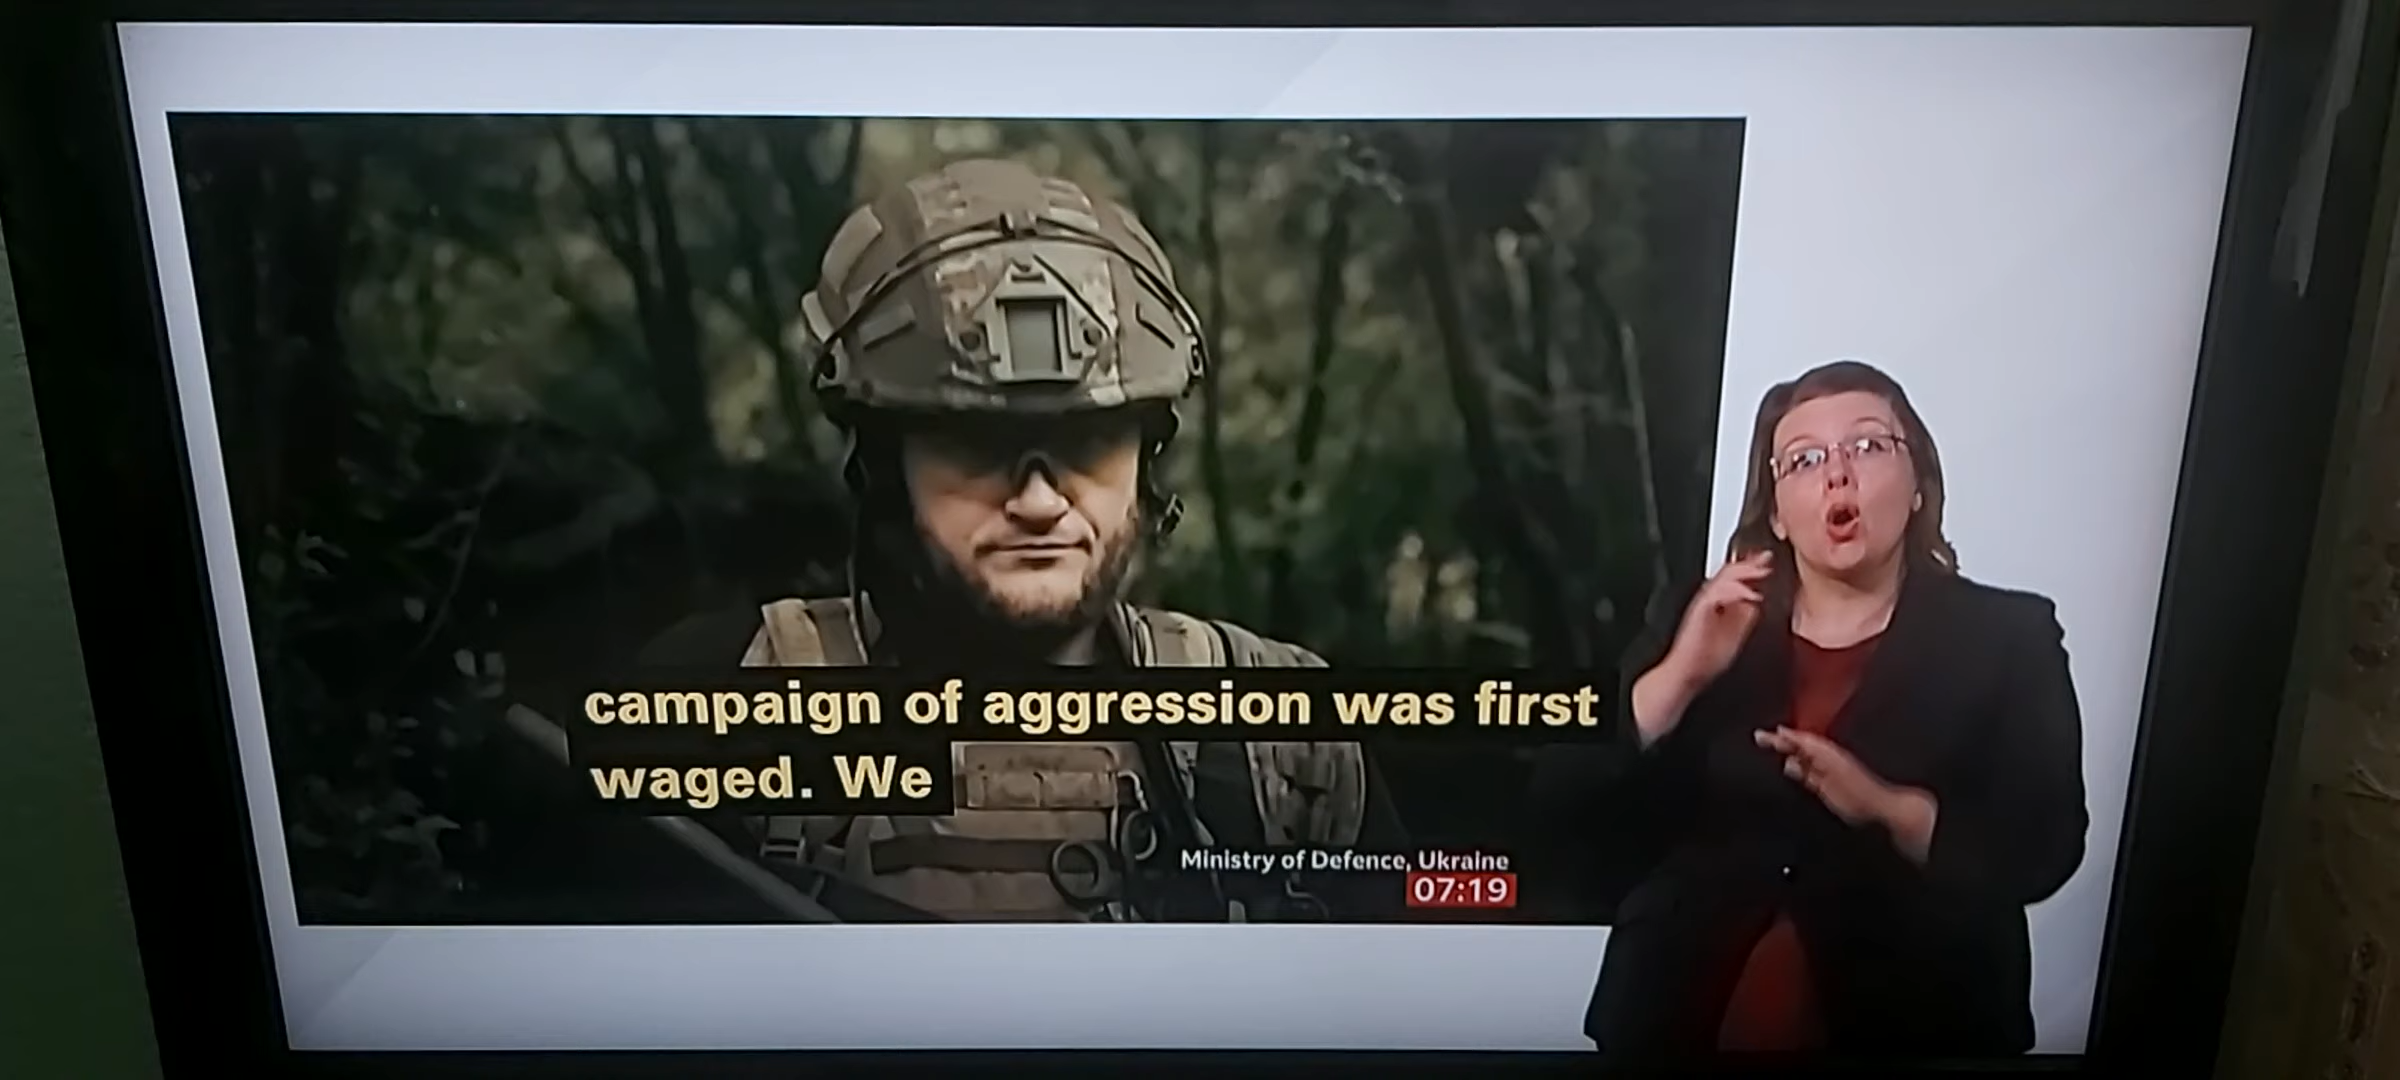 campaign of aggression was first
waged. We
Ministry of Defence, Ukraine
07:19